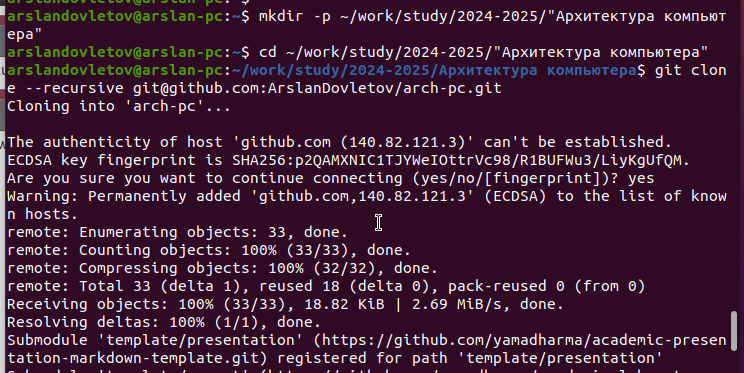 arslandovletov@arslan-pc:~$ mkdir -p ~/work/study/2024-2025/"Архитектура компьют
ера"
arslandovletov@arslan-pc:~$ cd ~/work/study/2024-2025/"Архитектура компьютера"
arslandovletov@arslan-pc:~/work/study/2024-2025/Архитектура компьютера$ git clon
e --recursive git@github.com:ArslanDovletov/arch-pc.git
Cloning into 'arch-pc'...
The authenticity of host 'github.com (140.82.121.3)' can't be established.
ECDSA key fingerprint is SHA256:p2QAMXNIC1TJYWeIOttrVc98/R1BUFWu3/LiyKgUfQM.
Are you sure you want to continue connecting (yes/no/[fingerprint])? yes
Warning: Permanently added 'github.com,140.82.121.3' (ECDSA) to the list of know
n hosts.
remote: Enumerating objects: 33, done.
remote: Counting objects: 100% (33/33), done.
remote: Compressing objects: 100% (32/32), done.
remote: Total 33 (delta 1), reused 18 (delta 0), pack-reused 0 (from 0)
Receiving objects: 100% (33/33), 18.82 KiB | 2.69 MiB/s, done.
Resolving deltas: 100% (1/1), done.
Submodule 'template/presentation' (https://github.com/yamadharma/academic-presen
tation-markdown-template.git) registered for path 'template/presentation'